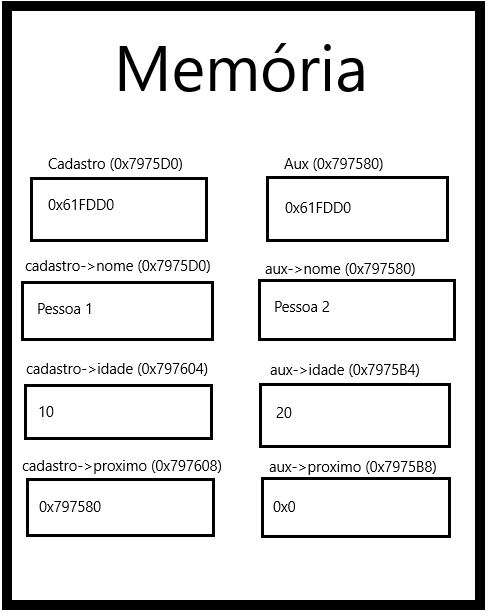 Memória
Cadastro (0x7975D0)
Aux (0x797580)
0x61FDD0
0x61FDD0
cadastro->nome (0x7975D0)
aux->nome (0x797580)
Pessoa 1
Pessoa 2
cadastro->idade (0x797604)
aux->idade (0x7975B4)
10
20
cadastro->proximo (0x797608)
aux->proximo (0x7975B8)
0x797580
0x0